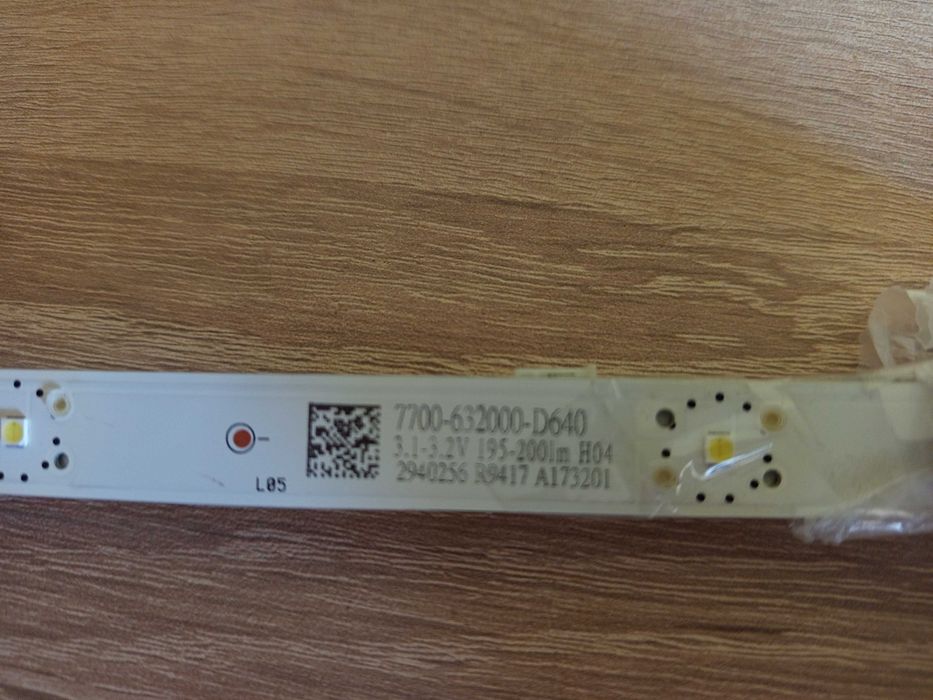 7700-632000-D640
3.1-3.2V 195-200lm H04
2940256 R9417 A173201
L05